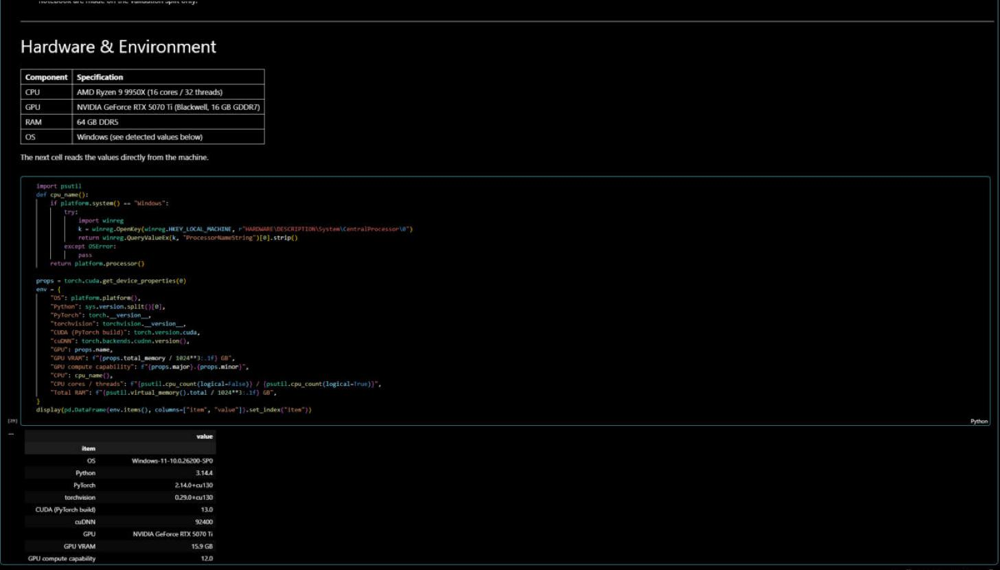 Notebook are made on the validation split only.
Hardware & Environment
Component Specification
CPU AMD Ryzen 9 9950X (16 cores / 32 threads)
GPU NVIDIA GeForce RTX 5070 Ti (Blackwell, 16 GB GDDR7)
RAM 64 GB DDR5
OS Windows (see detected values below)
The next cell reads the values directly from the machine.
import psutil
def cpu_name():
    if platform.system() == "Windows":
        try:
            import winreg
            k = winreg.OpenKey(winreg.HKEY_LOCAL_MACHINE, r"HARDWARE\DESCRIPTION\System\CentralProcessor\0")
            return winreg.QueryValueEx(k, "ProcessorNameString")[0].strip()
        except OSError:
            pass
    return platform.processor()
props = torch.cuda.get_device_properties(0)
env = {
    "OS": platform.platform(),
    "Python": sys.version.split()[0],
    "PyTorch": torch.__version__,
    "torchvision": torchvision.__version__,
    "CUDA (PyTorch build)": torch.version.cuda,
    "cuDNN": torch.backends.cudnn.version(),
    "GPU": props.name,
    "GPU VRAM": f"{props.total_memory / 1024**3:.1f} GB",
    "GPU compute capability": f"{props.major}.{props.minor}",
    "CPU": cpu_name(),
    "CPU cores / threads": f"{psutil.cpu_count(logical=False)} / {psutil.cpu_count(logical=True)}",
    "Total RAM": f"{psutil.virtual_memory().total / 1024**3:.1f} GB",
}
display(pd.DataFrame(env.items(), columns=["item", "value"]).set_index("item"))
[29]
Python
...
value
item
OS Windows-11-10.0.26200-SP0
Python 3.14.4
PyTorch 2.14.0+cu130
torchvision 0.29.0+cu130
CUDA (PyTorch build) 13.0
cuDNN 92400
GPU NVIDIA GeForce RTX 5070 Ti
GPU VRAM 15.9 GB
GPU compute capability 12.0